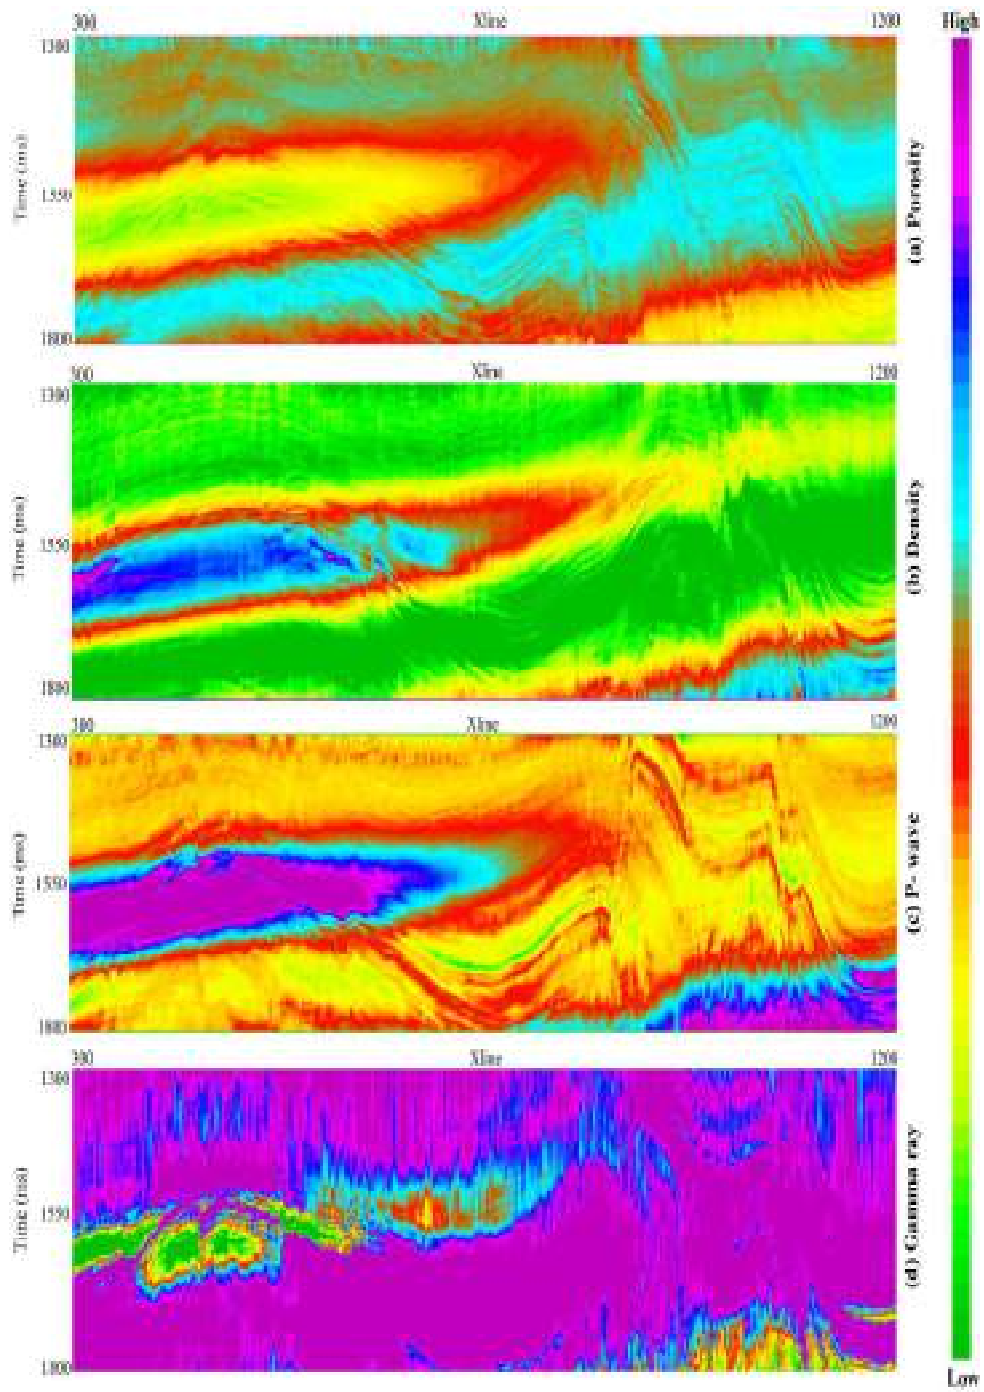 300 Xline 1200 High
1300
Time (ms)
1550
(a) Porosity
1800
300 Xline 1200
1300
Time (ms)
1550
(b) Density
1800
300 Xline 1200
1300
Time (ms)
1550
(c) P- wave
1800
300 Xline 1200
1300
Time (ms)
1550
(d) Gamma ray
1800
Low